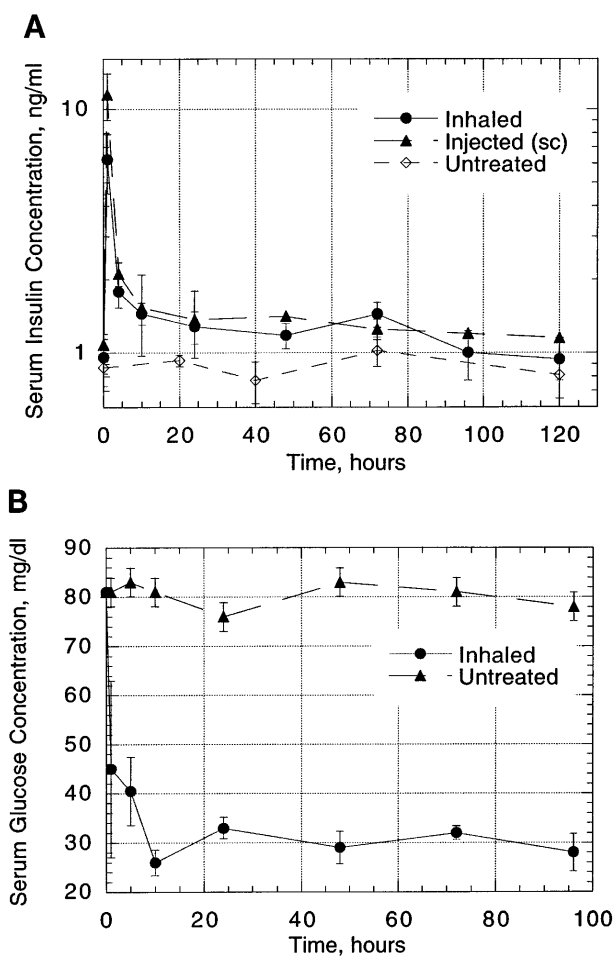 A
Serum Insulin Concentration, ng/ml
10
1
Inhaled
Injected (sc)
Untreated
0 20 40 60 80 100 120
Time, hours
B
Serum Glucose Concentration, mg/dl
90
80
70
60
50
40
30
20
Inhaled
Untreated
0 20 40 60 80 100
Time, hours